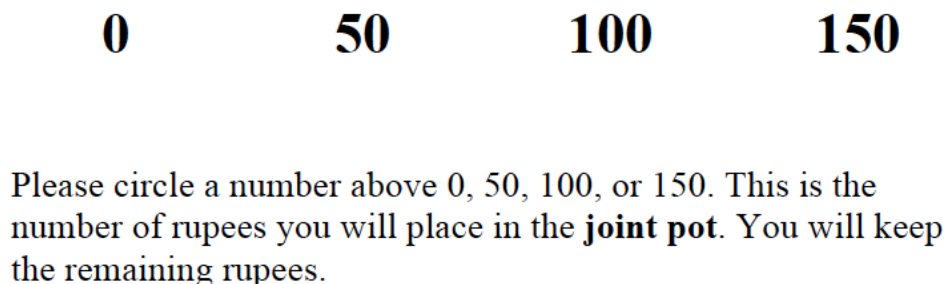 0 50 100 150
Please circle a number above 0, 50, 100, or 150. This is the
number of rupees you will place in the joint pot. You will keep
the remaining rupees.